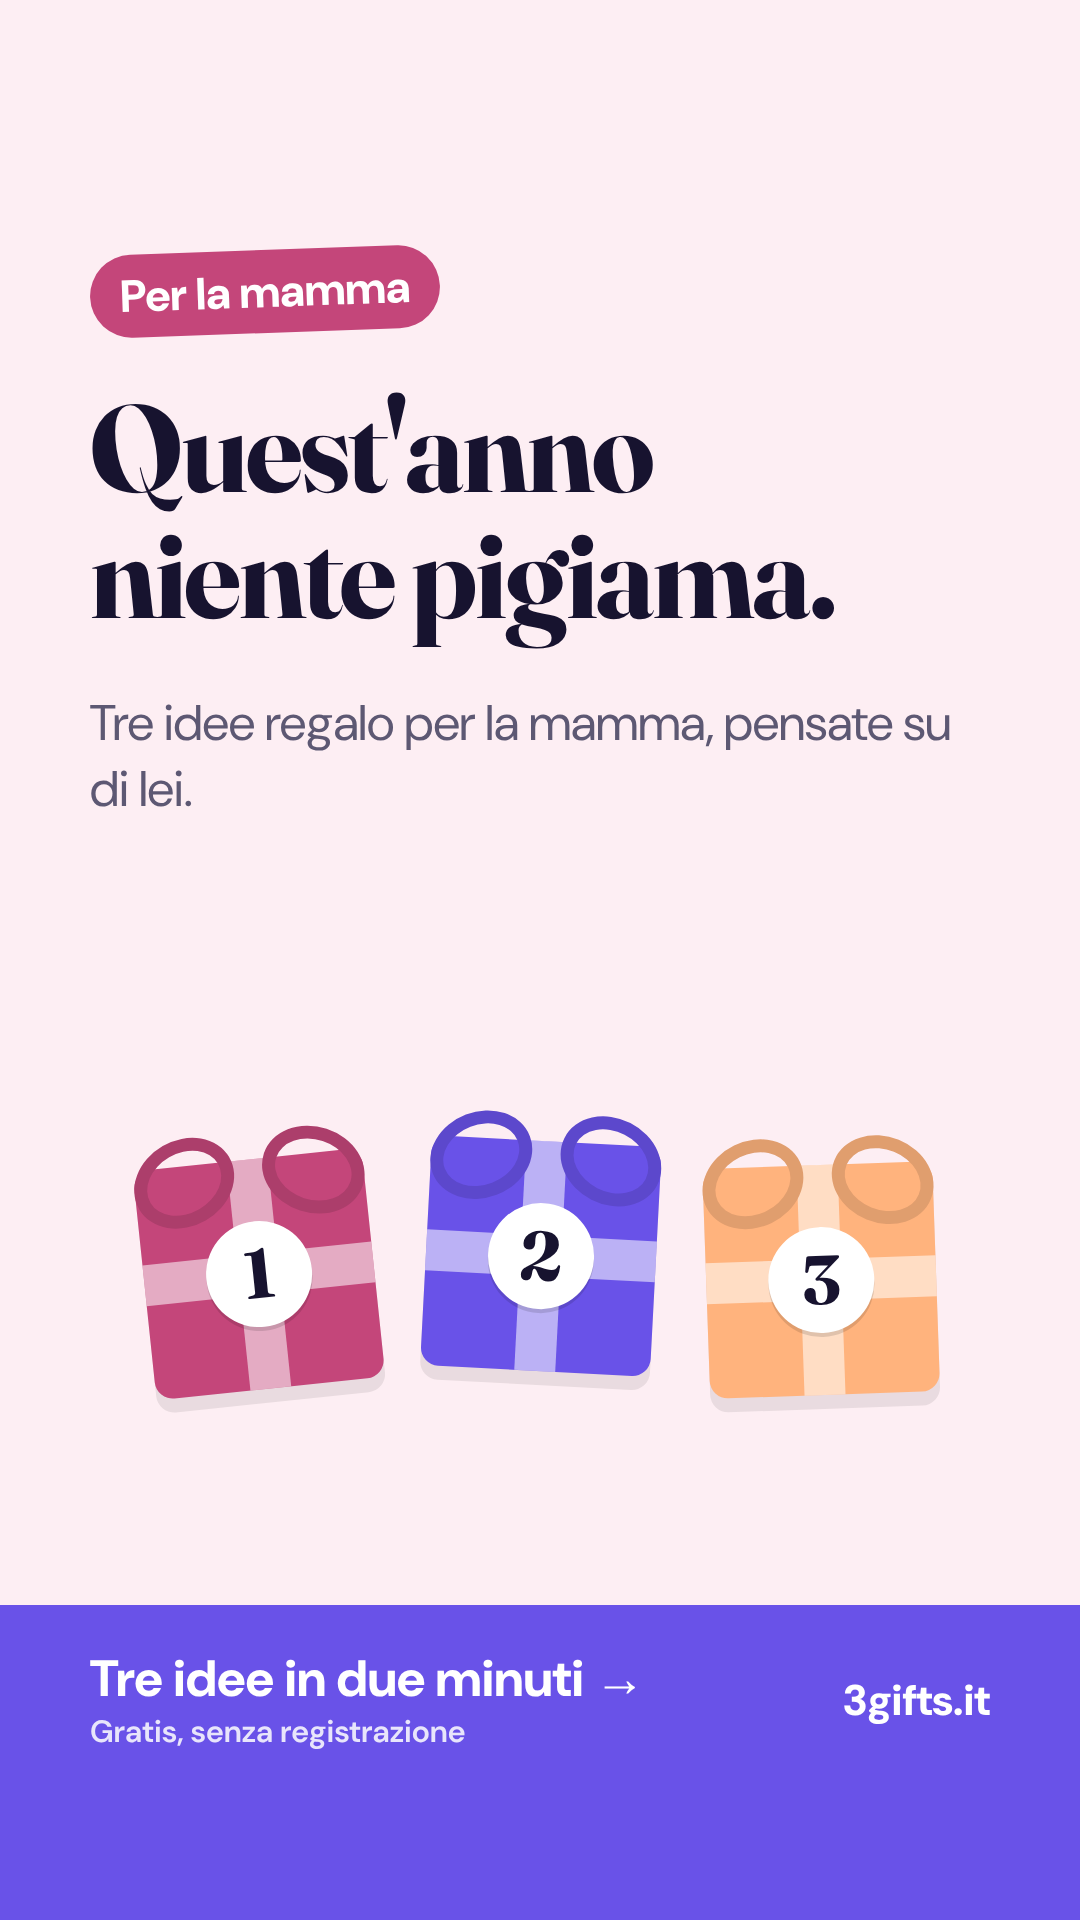 Per la mamma
Quest'anno
niente pigiama.
Tre idee regalo per la mamma, pensate su
di lei.
1
2
3
Tre idee in due minuti →
Gratis, senza registrazione
3gifts.it